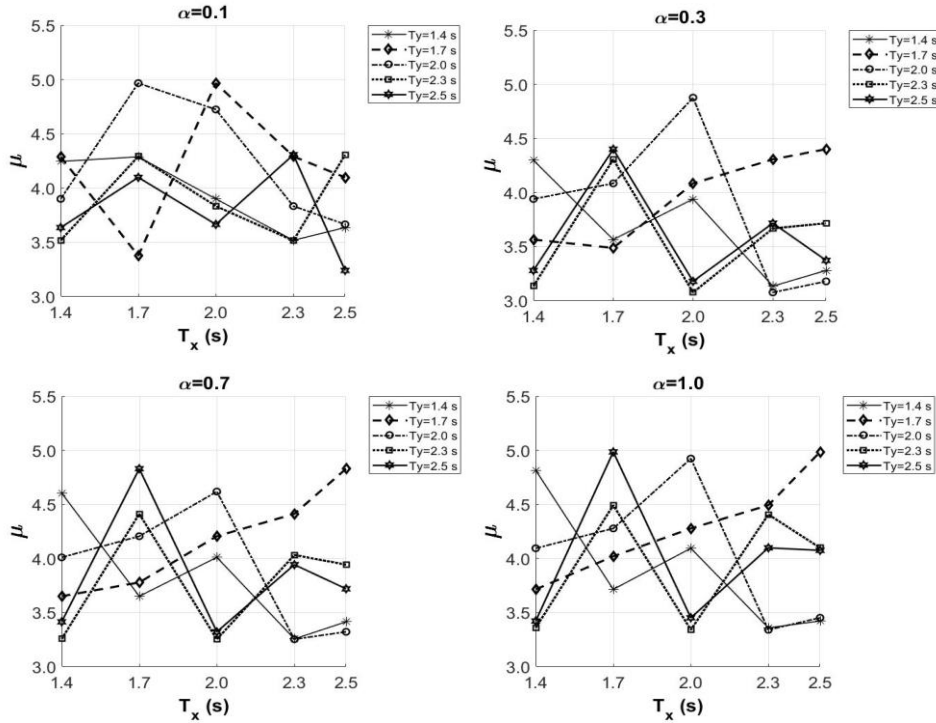 α=0.1
5.5
5.0
4.5
4.0
3.5
3.0
μ
1.4 1.7 2.0 2.3 2.5
T_x (s)
Ty=1.4 s
Ty=1.7 s
Ty=2.0 s
Ty=2.3 s
Ty=2.5 s
α=0.3
5.5
5.0
4.5
4.0
3.5
3.0
μ
1.4 1.7 2.0 2.3 2.5
T_x (s)
Ty=1.4 s
Ty=1.7 s
Ty=2.0 s
Ty=2.3 s
Ty=2.5 s
α=0.7
5.5
5.0
4.5
4.0
3.5
3.0
μ
1.4 1.7 2.0 2.3 2.5
T_x (s)
Ty=1.4 s
Ty=1.7 s
Ty=2.0 s
Ty=2.3 s
Ty=2.5 s
α=1.0
5.5
5.0
4.5
4.0
3.5
3.0
μ
1.4 1.7 2.0 2.3 2.5
T_x (s)
Ty=1.4 s
Ty=1.7 s
Ty=2.0 s
Ty=2.3 s
Ty=2.5 s